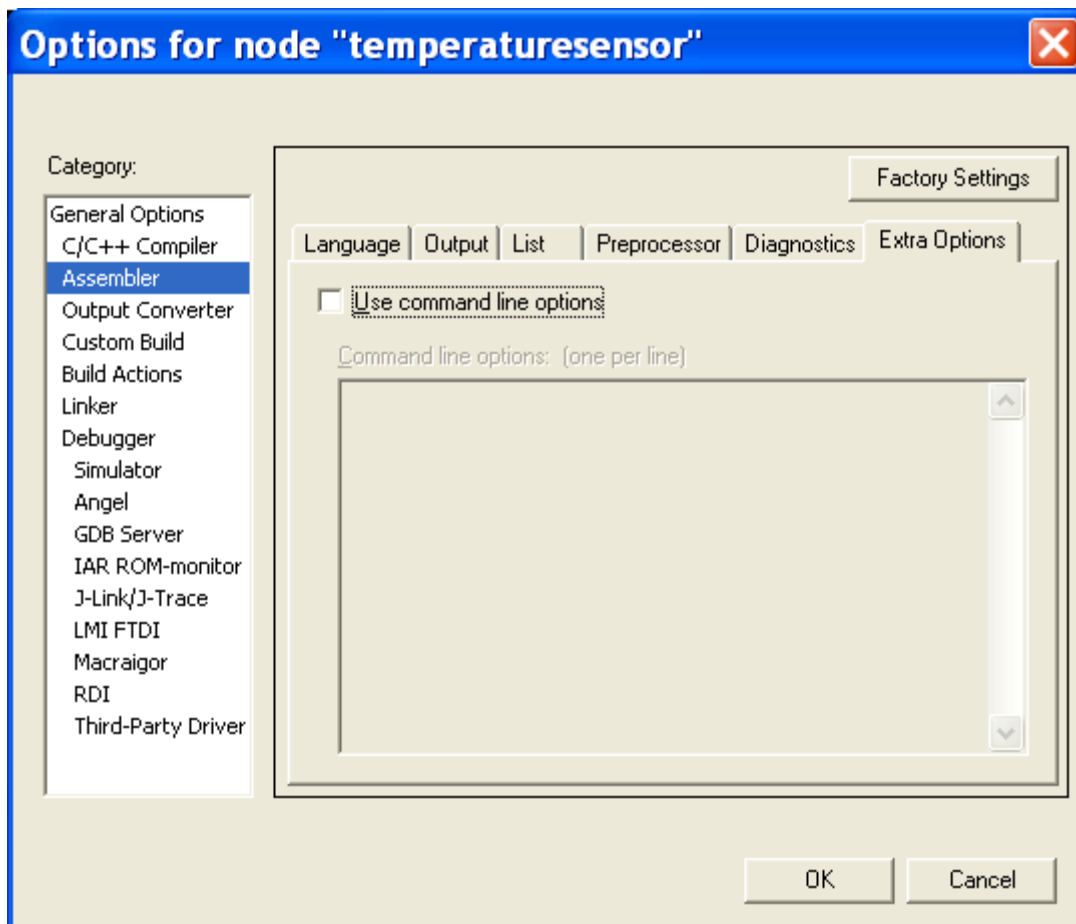 Options for node "temperaturesensor"
Category:
General Options
C/C++ Compiler
Assembler
Output Converter
Custom Build
Build Actions
Linker
Debugger
Simulator
Angel
GDB Server
IAR ROM-monitor
J-Link/J-Trace
LMI FTDI
Macraigor
RDI
Third-Party Driver
Factory Settings
Language Output List Preprocessor Diagnostics Extra Options
Use command line options
Command line options: (one per line)
OK Cancel